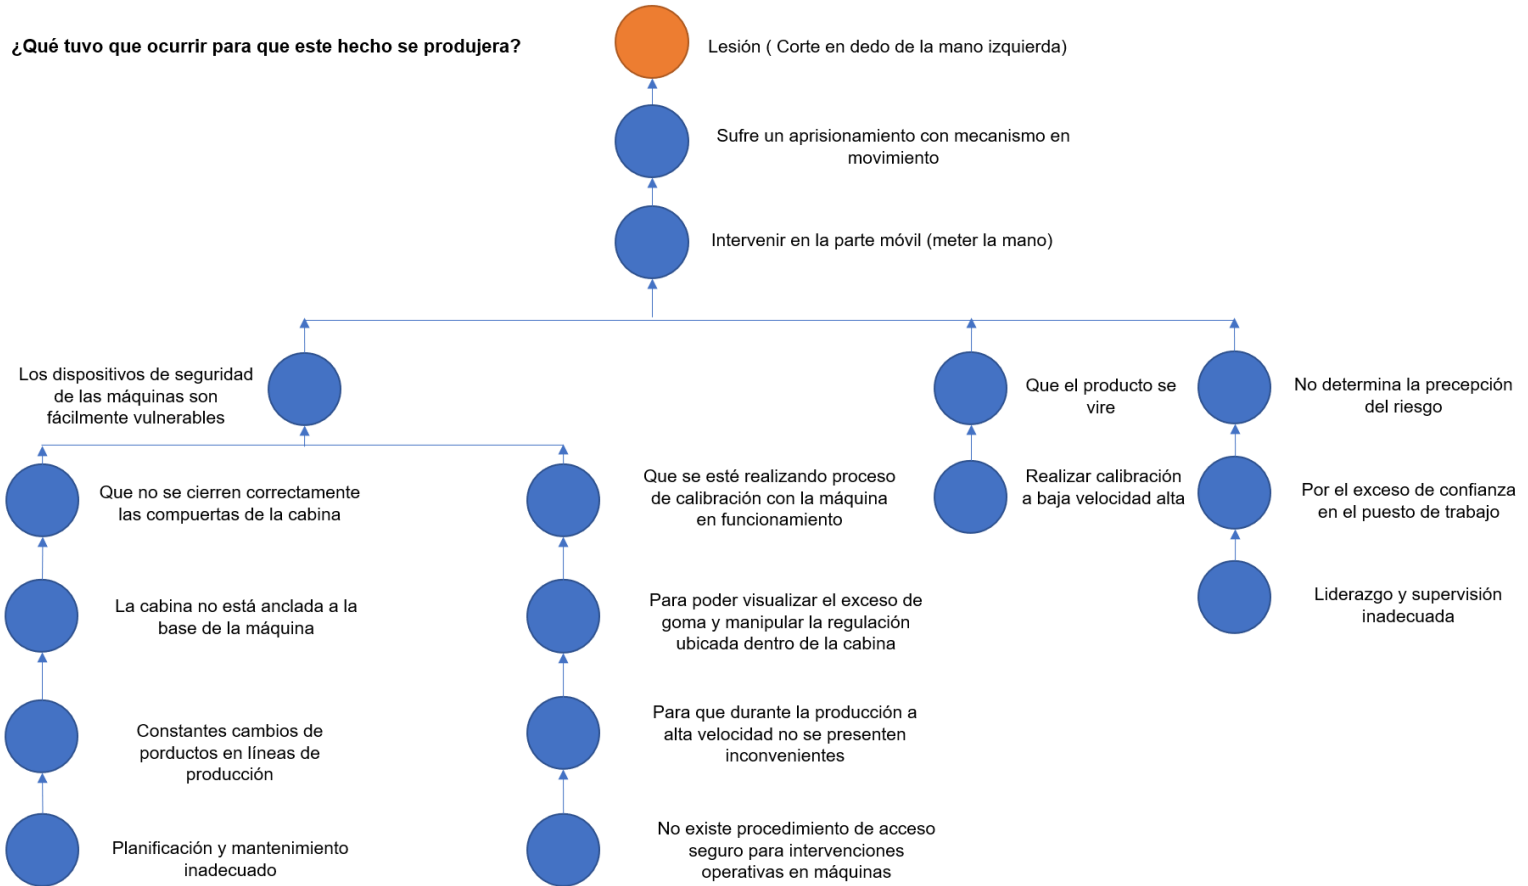 ¿Qué tuvo que ocurrir para que este hecho se produjera?
Lesión ( Corte en dedo de la mano izquierda)
Sufre un aprisionamiento con mecanismo en
movimiento
Intervenir en la parte móvil (meter la mano)
Los dispositivos de seguridad
de las máquinas son
fácilmente vulnerables
Que el producto se
vire
No determina la precepción
del riesgo
Que no se cierren correctamente
las compuertas de la cabina
Que se esté realizando proceso
de calibración con la máquina
en funcionamiento
Realizar calibración
a baja velocidad alta
Por el exceso de confianza
en el puesto de trabajo
La cabina no está anclada a la
base de la máquina
Para poder visualizar el exceso de
goma y manipular la regulación
ubicada dentro de la cabina
Liderazgo y supervisión
inadecuada
Constantes cambios de
porductos en líneas de
producción
Para que durante la producción a
alta velocidad no se presenten
inconvenientes
Planificación y mantenimiento
inadecuado
No existe procedimiento de acceso
seguro para intervenciones
operativas en máquinas